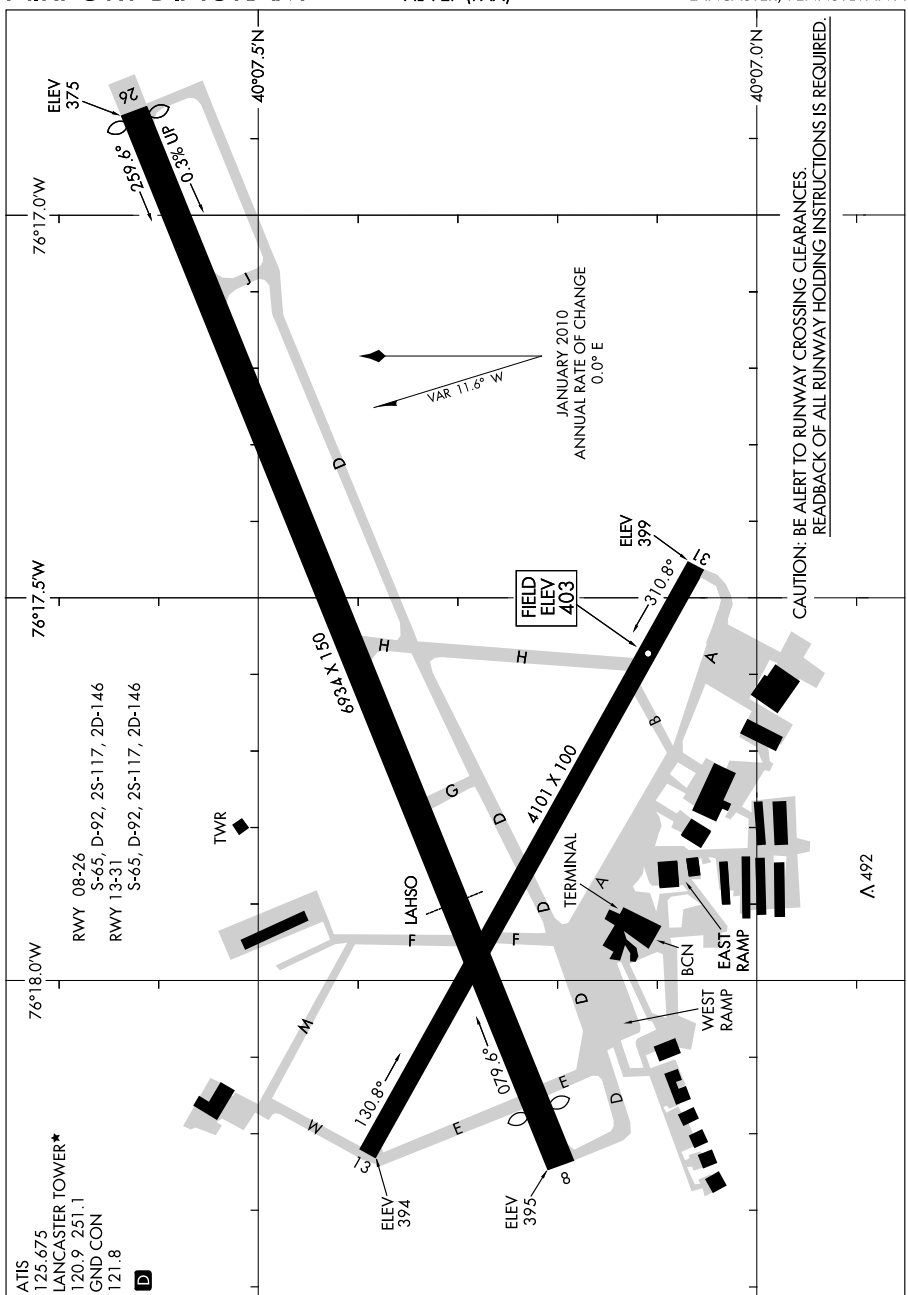 ATIS
125.675
LANCASTER TOWER★
120.9 251.1
GND CON
121.8
D
RWY 08-26
S-65, D-92, 2S-117, 2D-146
RWY 13-31
S-65, D-92, 2S-117, 2D-146
76°18.0'W
76°17.5'W
76°17.0'W
40°07.5'N
40°07.0'N
ELEV
375
26
259.6°
0.3% UP
J
D
VAR 11.6° W
JANUARY 2010
ANNUAL RATE OF CHANGE
0.0° E
6934 X 150
TWR
LAHSO
G
H
H
D
FIELD
ELEV
403
ELEV
399
31
310.8°
4101 X 100
A
B
A
TERMINAL
D
F
F
W
W
130.8°
13
ELEV
394
E
E
079.6°
8
ELEV
395
D
D
WEST
RAMP
BCN
EAST
RAMP
492
CAUTION: BE ALERT TO RUNWAY CROSSING CLEARANCES.
READBACK OF ALL RUNWAY HOLDING INSTRUCTIONS IS REQUIRED.